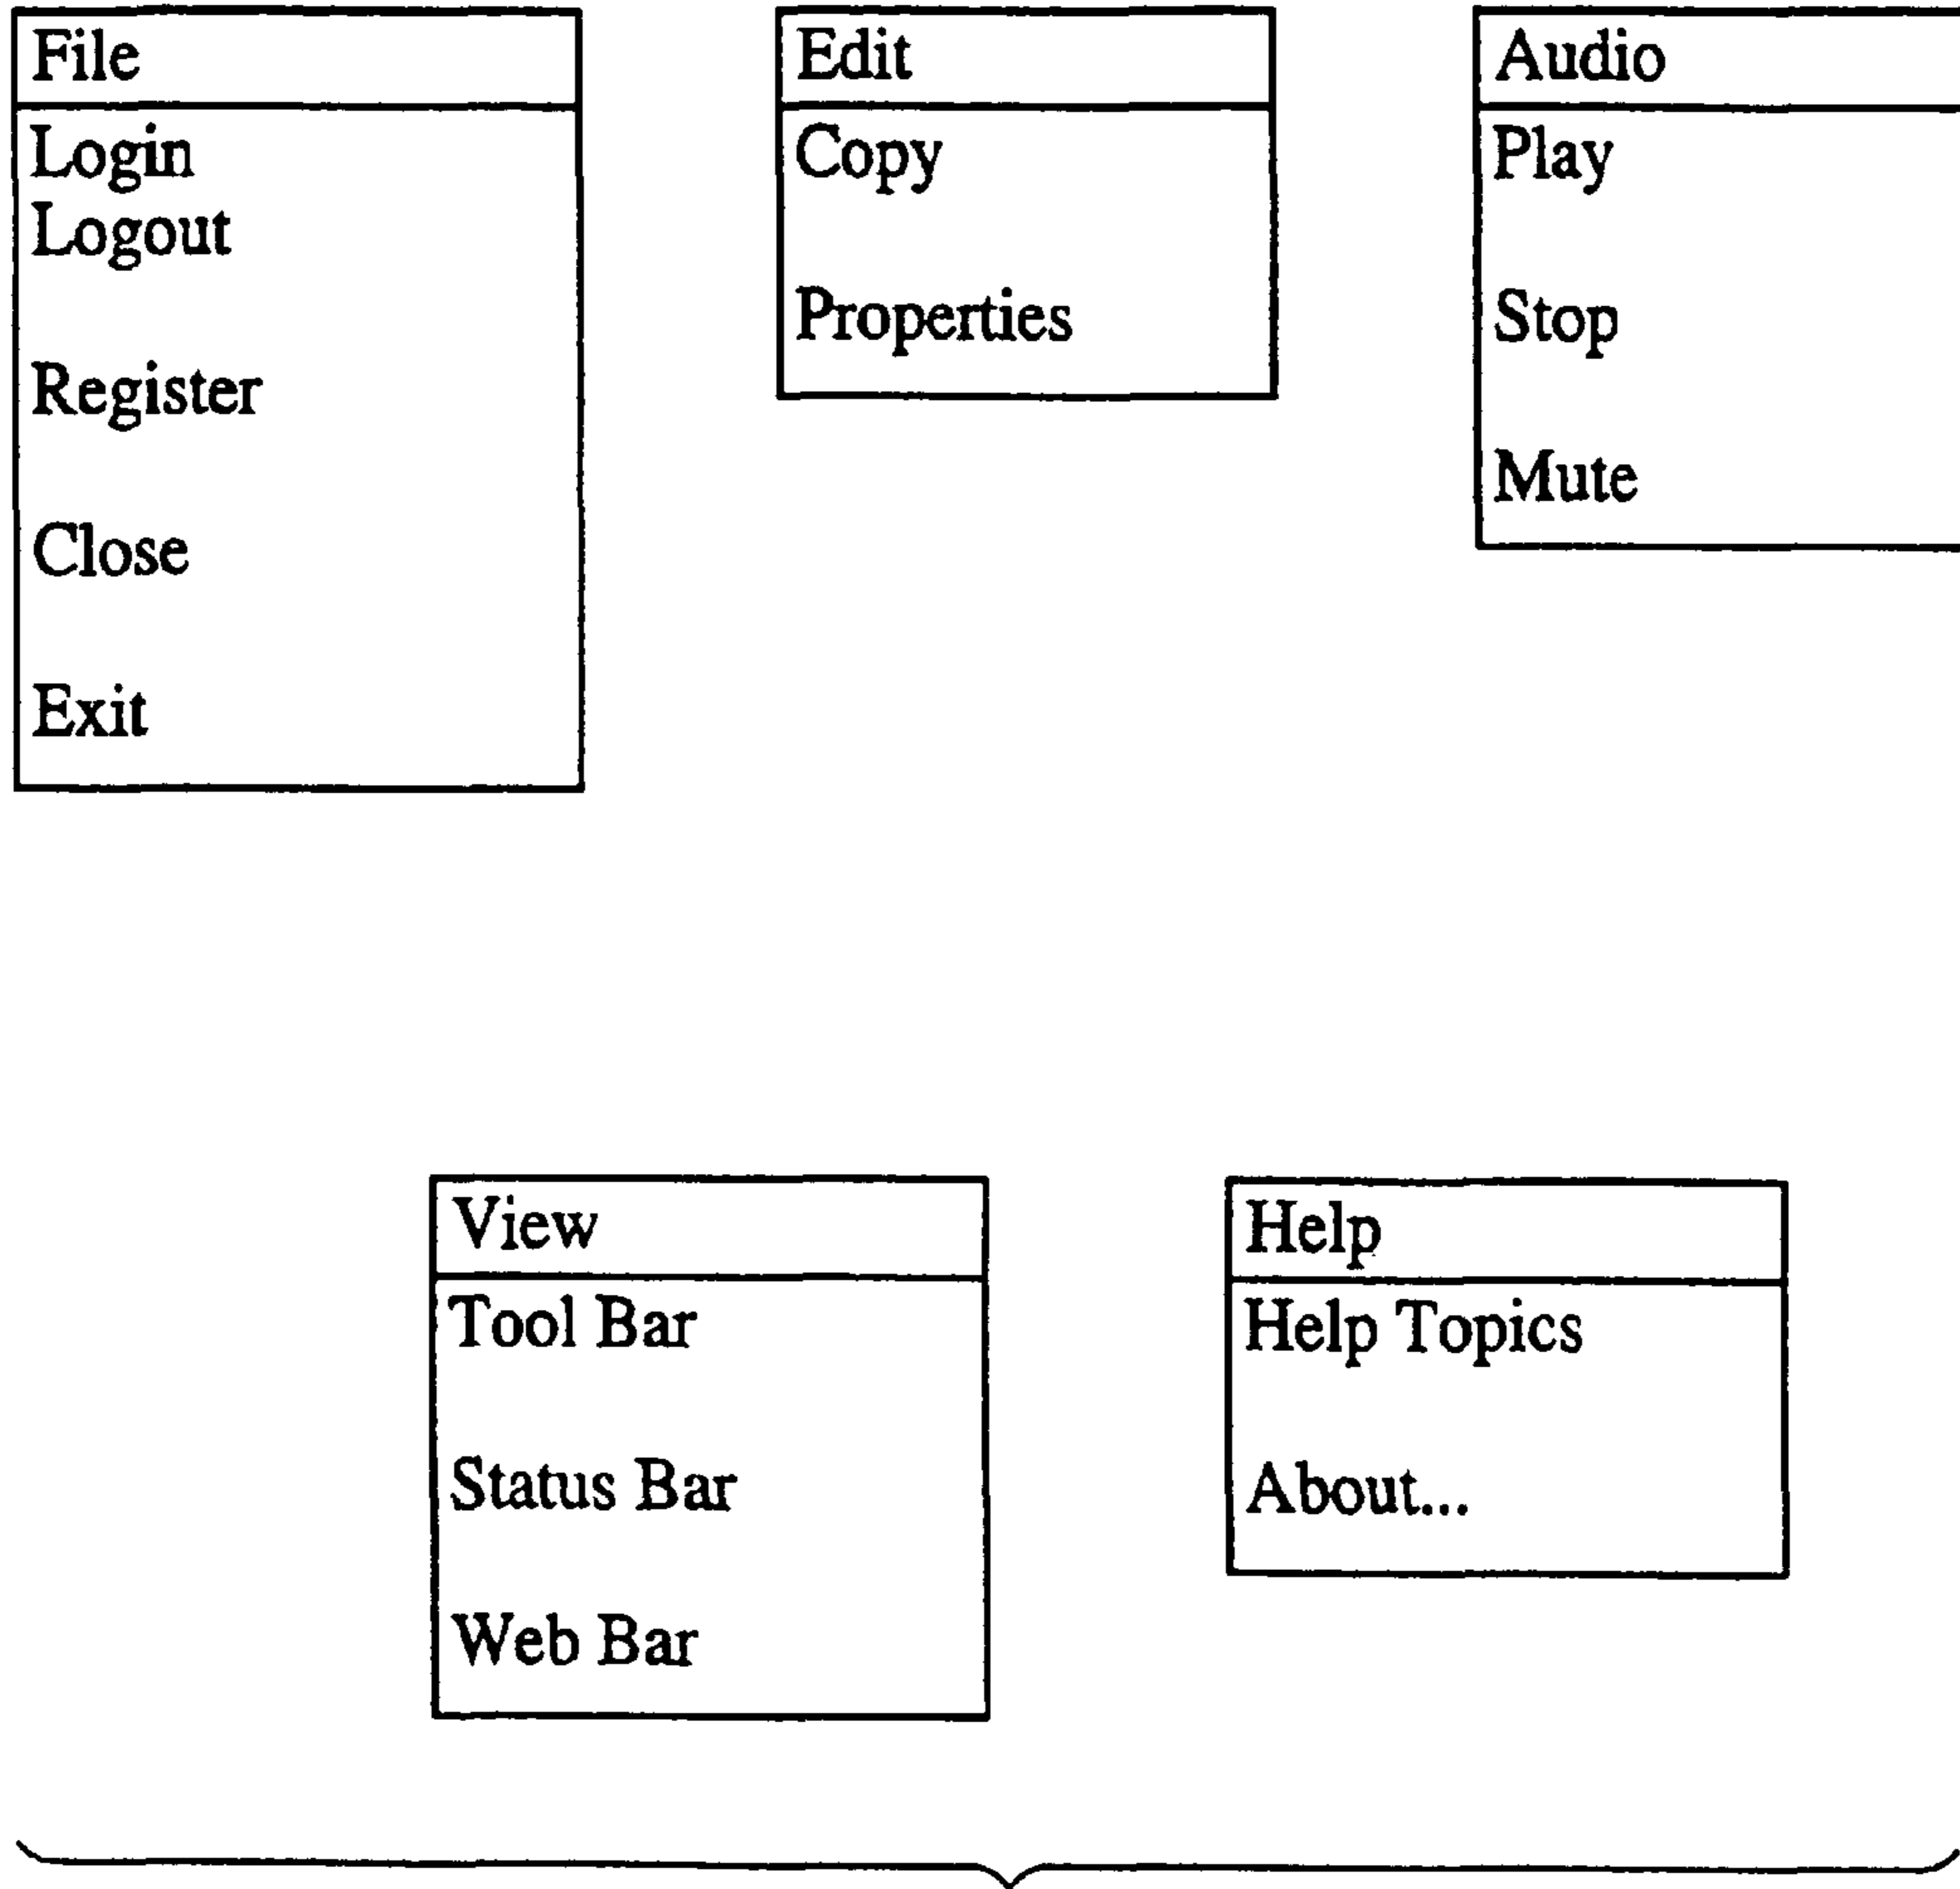 File
Login
Logout
Register
Close
Exit
Edit
Copy
Properties
Audio
Play
Stop
Mute
View
Tool Bar
Status Bar
Web Bar
Help
Help Topics
About...